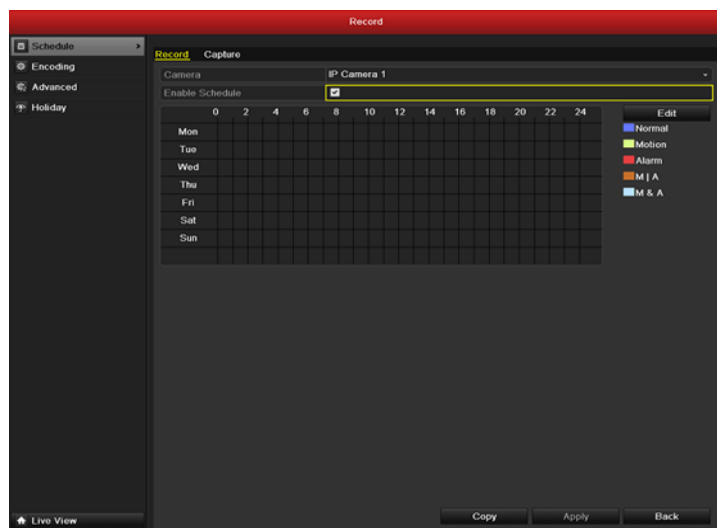 Record
Schedule
Encoding
Advanced
Holiday
Record Capture
Camera IP Camera 1
Enable Schedule
0 2 4 6 8 10 12 14 16 18 20 22 24 Edit
Mon Normal
Tue Motion
Wed Alarm
Thu M | A
Fri M & A
Sat
Sun
Live View Copy Apply Back